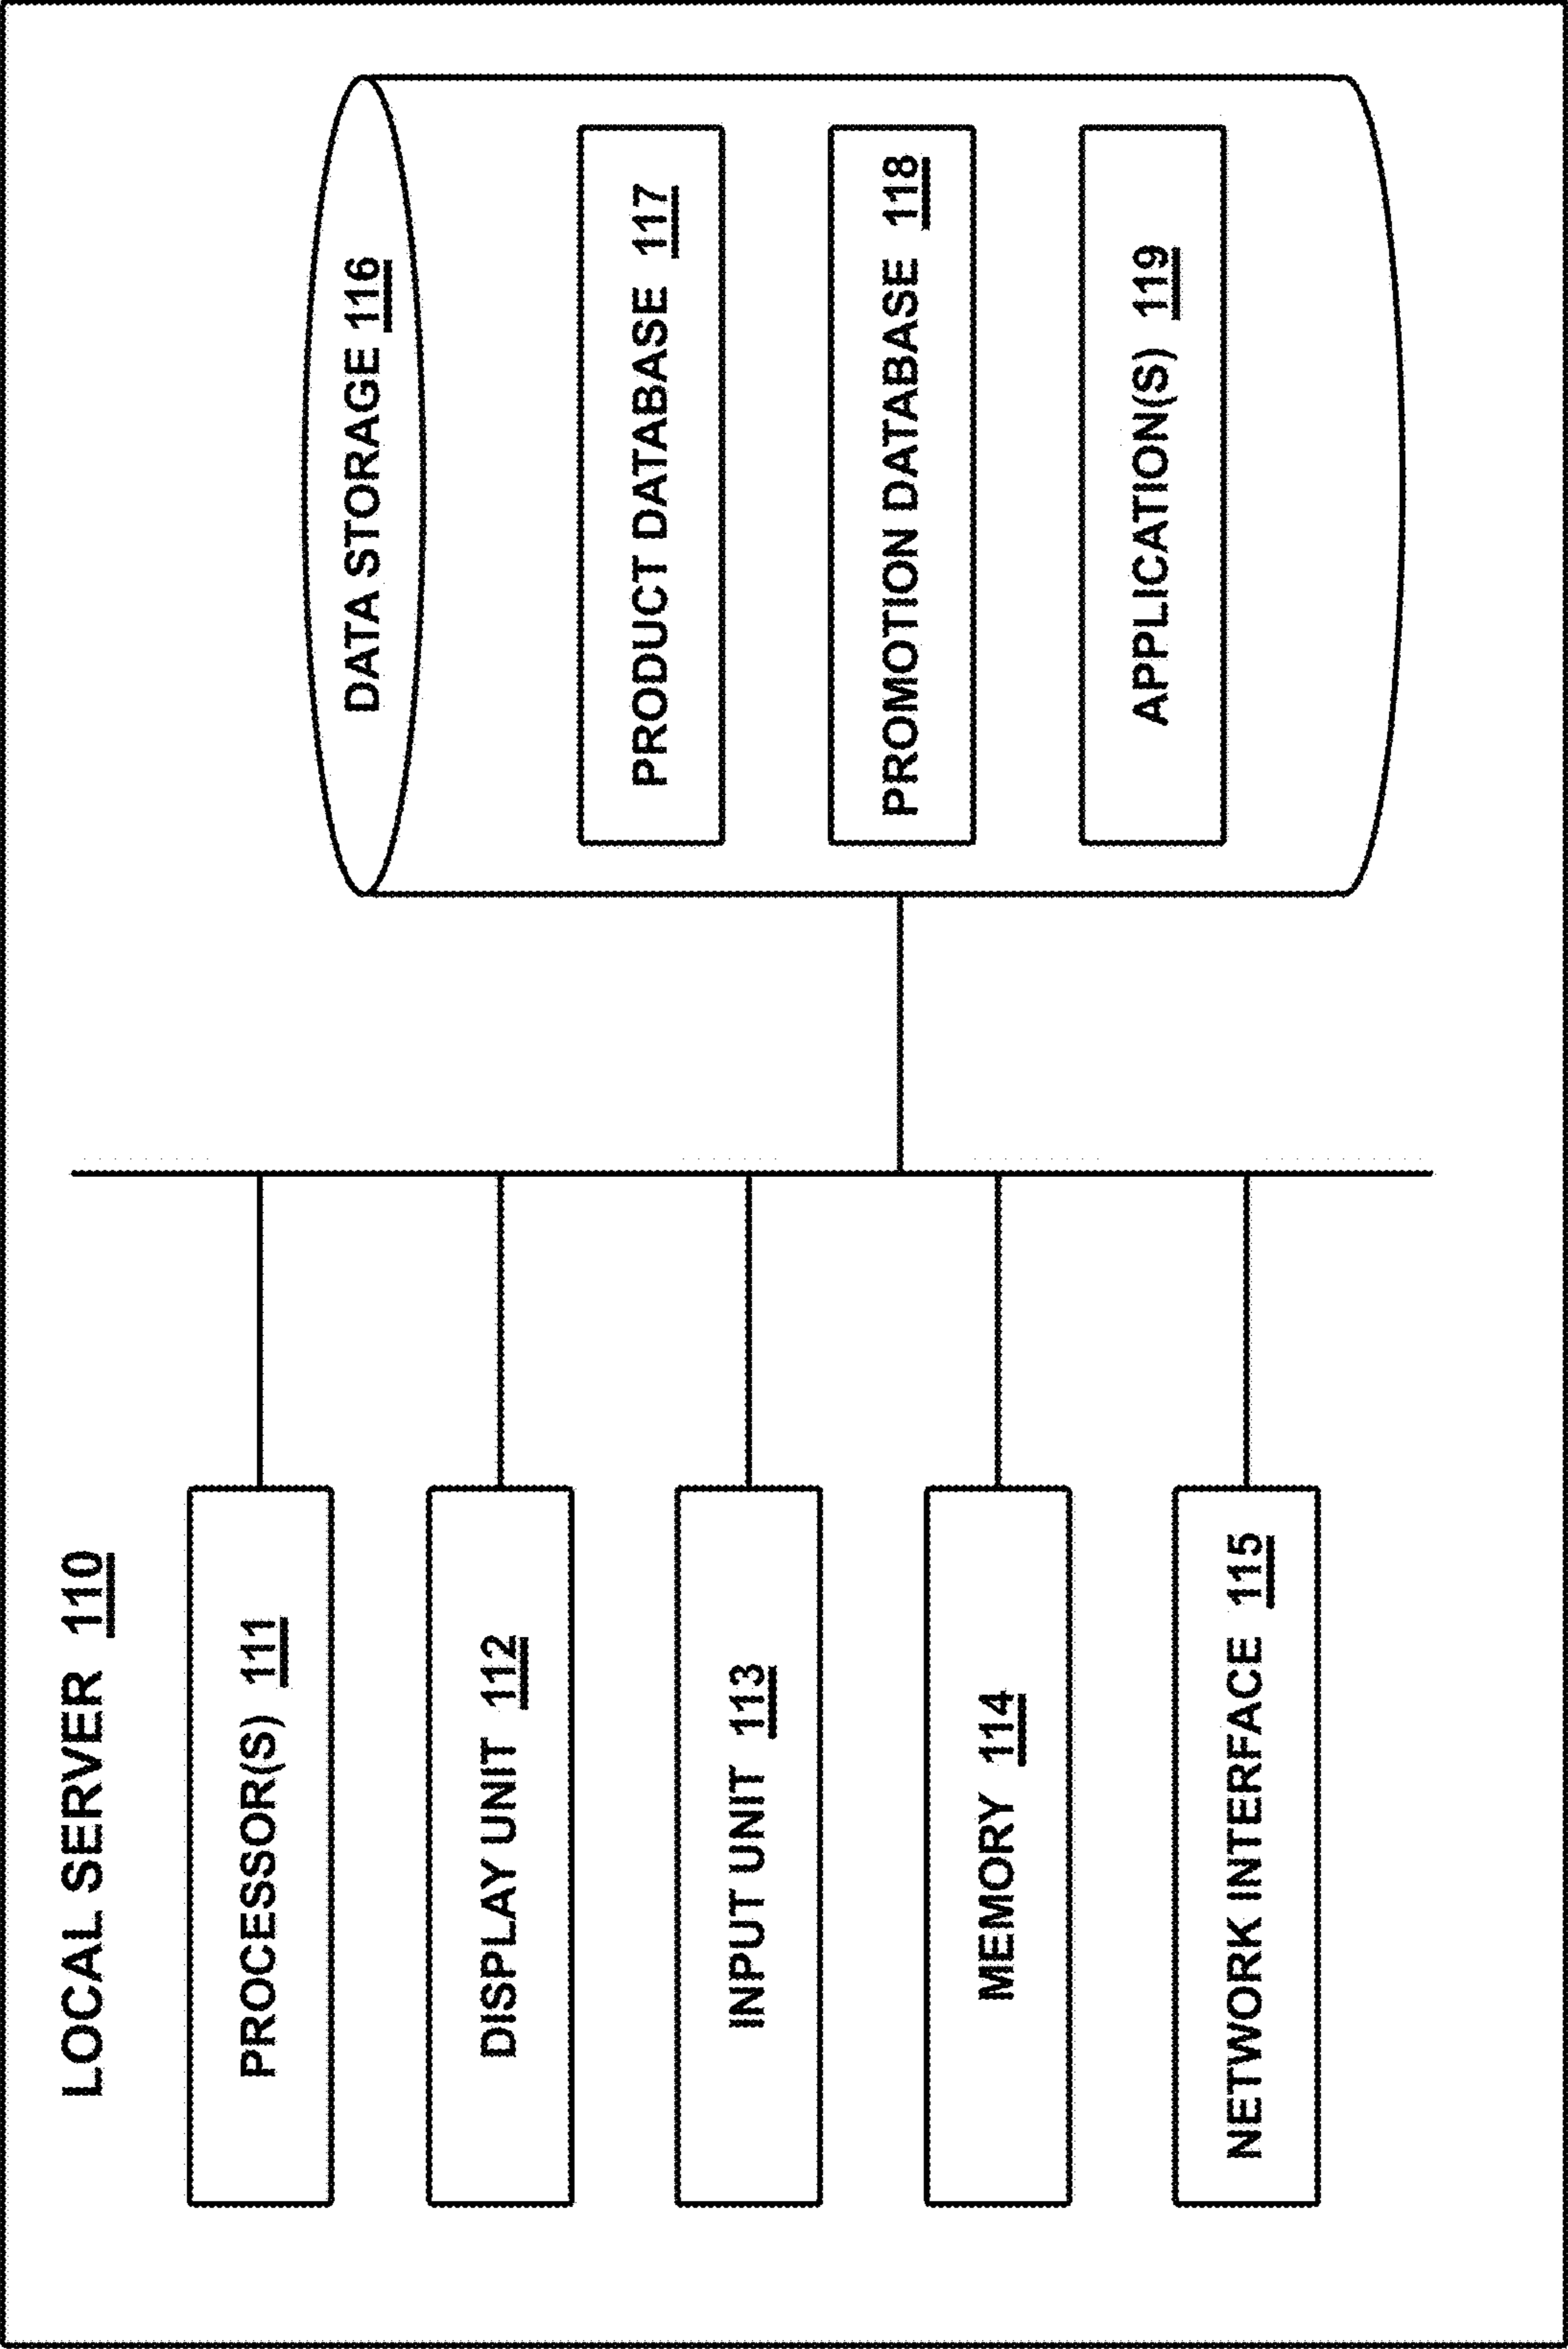 LOCAL SERVER 110
PROCESSOR(S) 111
DISPLAY UNIT 112
INPUT UNIT 113
MEMORY 114
NETWORK INTERFACE 115
DATA STORAGE 116
PRODUCT DATABASE 117
PROMOTION DATABASE 118
APPLICATION(S) 119